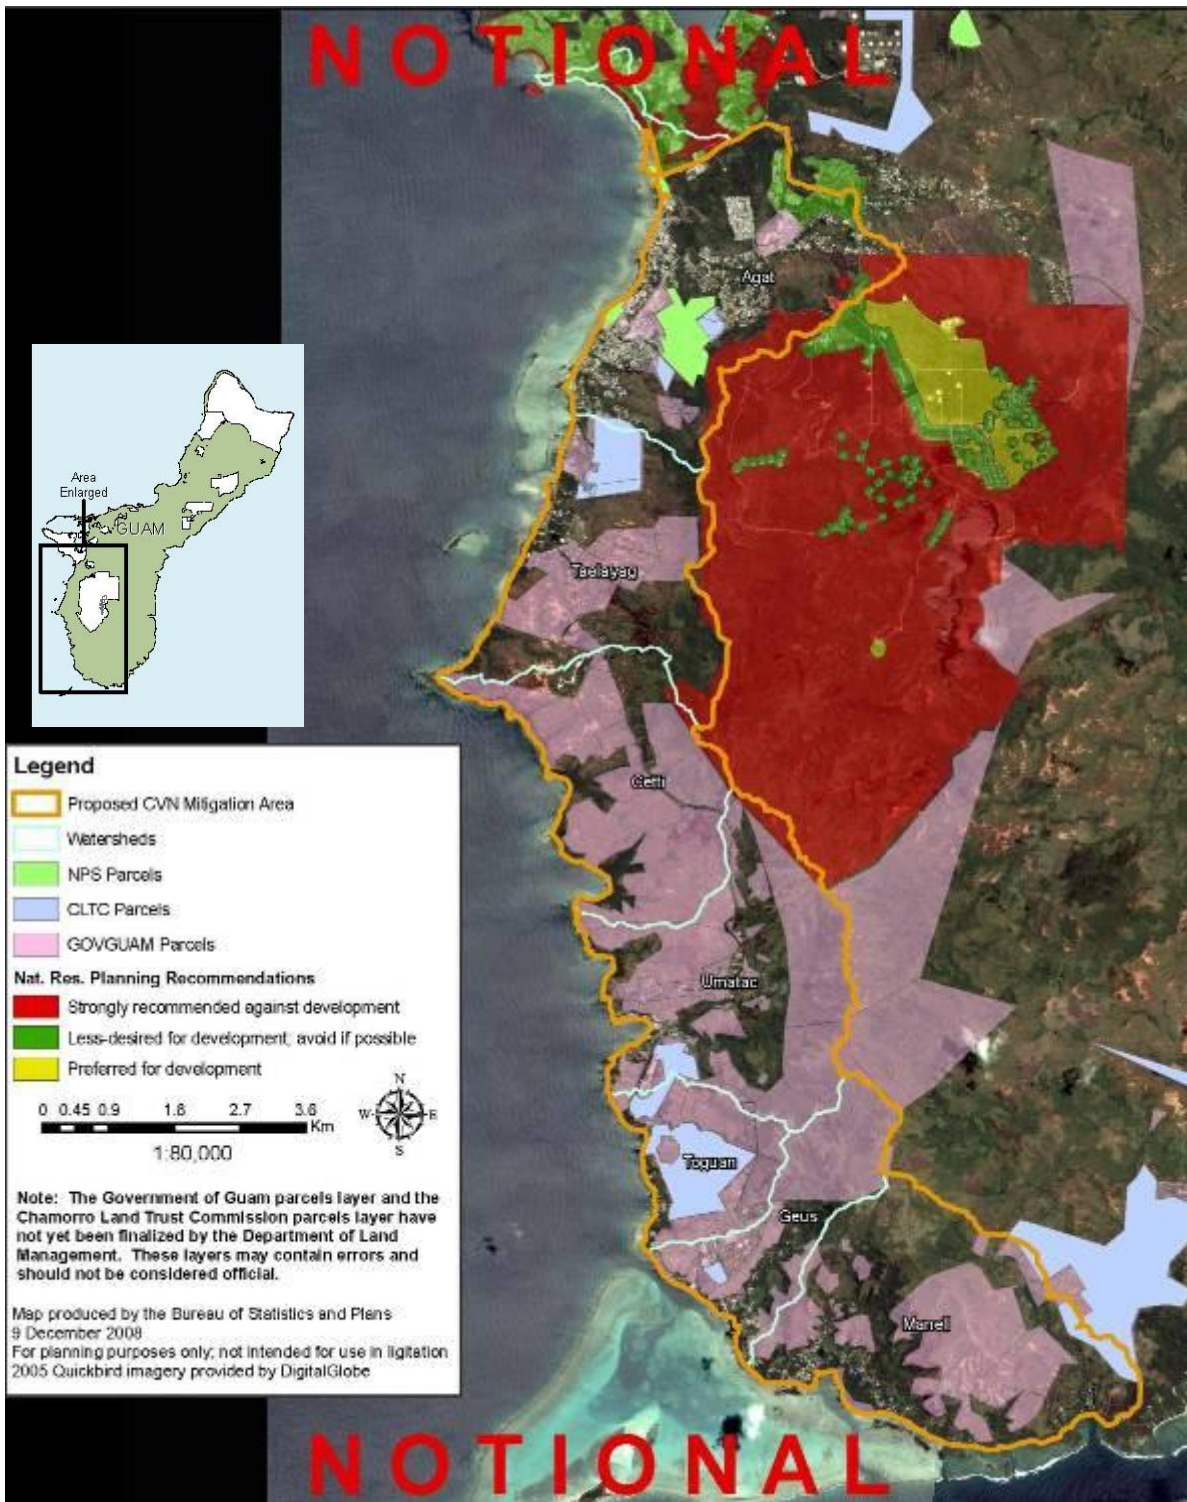 NOTIONAL
Agat
Area
Enlarged
GUAM
Taelayag
Legend
Proposed CVN Mitigation Area
Watersheds
NPS Parcels
CLTC Parcels
GOVGUAM Parcels
Nat. Res. Planning Recommendations
Strongly recommended against development
Less-desired for development; avoid if possible
Preferred for development
0 0.45 0.9 1.8 2.7 3.6
Km
1:80,000
N
W
E
S
Note: The Government of Guam parcels layer and the
Chamorro Land Trust Commission parcels layer have
not yet been finalized by the Department of Land
Management. These layers may contain errors and
should not be considered official.
Map produced by the Bureau of Statistics and Plans
9 December 2008
For planning purposes only; not intended for use in ligitation
2005 Quickbird imagery provided by DigitalGlobe
Cetti
Umatac
Toguan
Geus
Manell
NOTIONAL